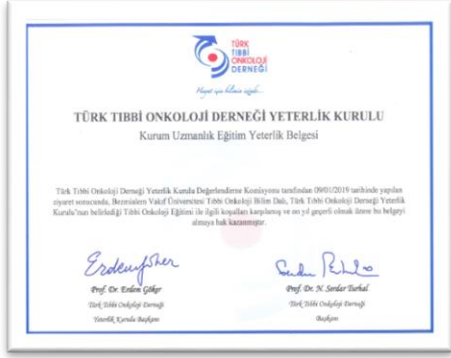 TÜRK
TIBBİ
ONKOLOJİ
DERNEĞİ
Hayat için bilimin ışığı...
TÜRK TIBBİ ONKOLOJİ DERNEĞİ YETERLİK KURULU
Kurum Uzmanlık Eğitim Yeterlik Belgesi
Türk Tıbbi Onkoloji Derneği Yeterlik Kurulu Değerlendirme Komisyonu tarafından 09/01/2019 tarihinde yapılan
ziyaret sonucunda, Bezmialem Vakıf Üniversitesi Tıbbi Onkoloji Bilim Dalı, Türk Tıbbi Onkoloji Derneği Yeterlik
Kurulu'nun belirlediği Tıbbi Onkoloji Eğitimi ile ilgili koşulları karşılamış ve on yıl geçerli olmak üzere bu belgeyi
almaya hak kazanmıştır.
Prof. Dr. Erdem Göker
Prof. Dr. N. Serdar Turhal
Türk Tıbbi Onkoloji Derneği
Türk Tıbbi Onkoloji Derneği
Yeterlik Kurulu Başkanı
Başkanı